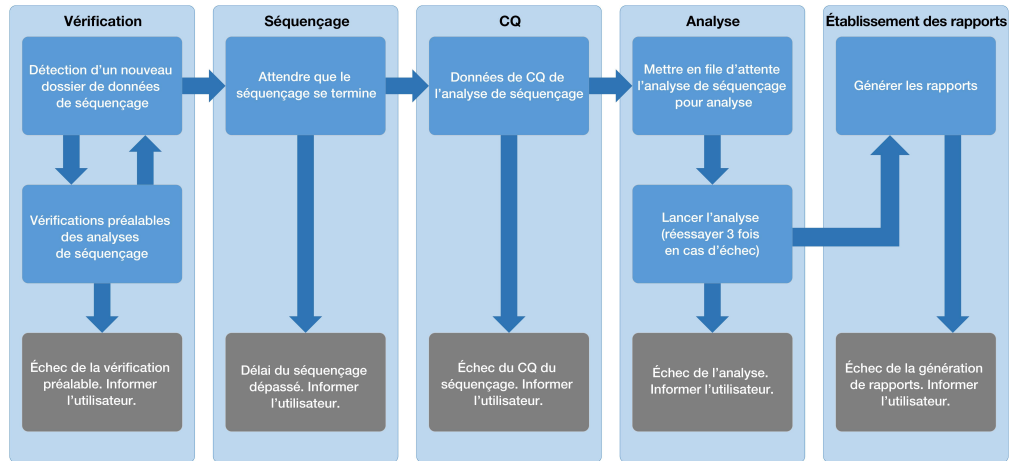 Vérification
Détection d'un nouveau
dossier de données
de séquençage
Vérifications préalables
des analyses
de séquençage
Échec de la vérification
préalable. Informer
l'utilisateur.
Séquençage
Attendre que le
séquençage se termine
Délai du séquençage
dépassé. Informer
l'utilisateur.
CQ
Données de CQ de
l'analyse de séquençage
Échec du CQ du
séquençage. Informer
l'utilisateur.
Analyse
Mettre en file d'attente
l'analyse de séquençage
pour analyse
Lancer l'analyse
(réessayer 3 fois
en cas d'échec)
Échec de l'analyse.
Informer l'utilisateur.
Établissement des rapports
Générer les rapports
Échec de la génération
de rapports. Informer
l'utilisateur.